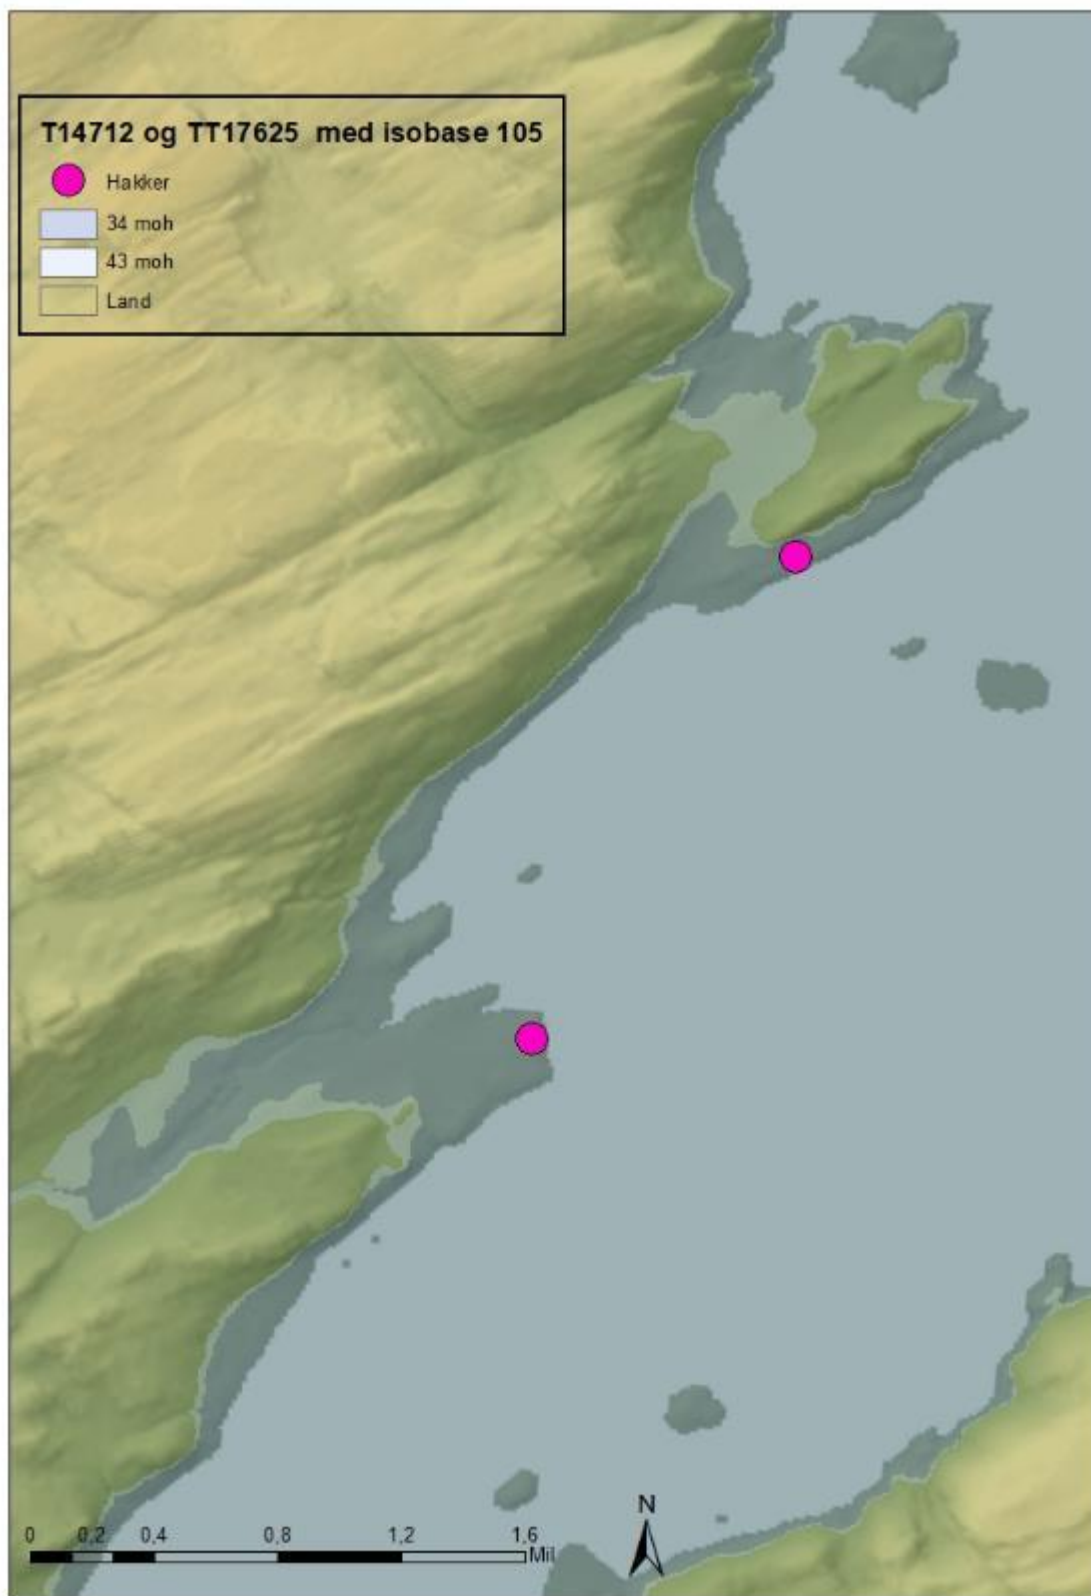 T14712 og TT17625 med isobase 105
Hakker
34 moh
43 moh
Land
N
0 0,2 0,4 0,8 1,2 1,6
Mil